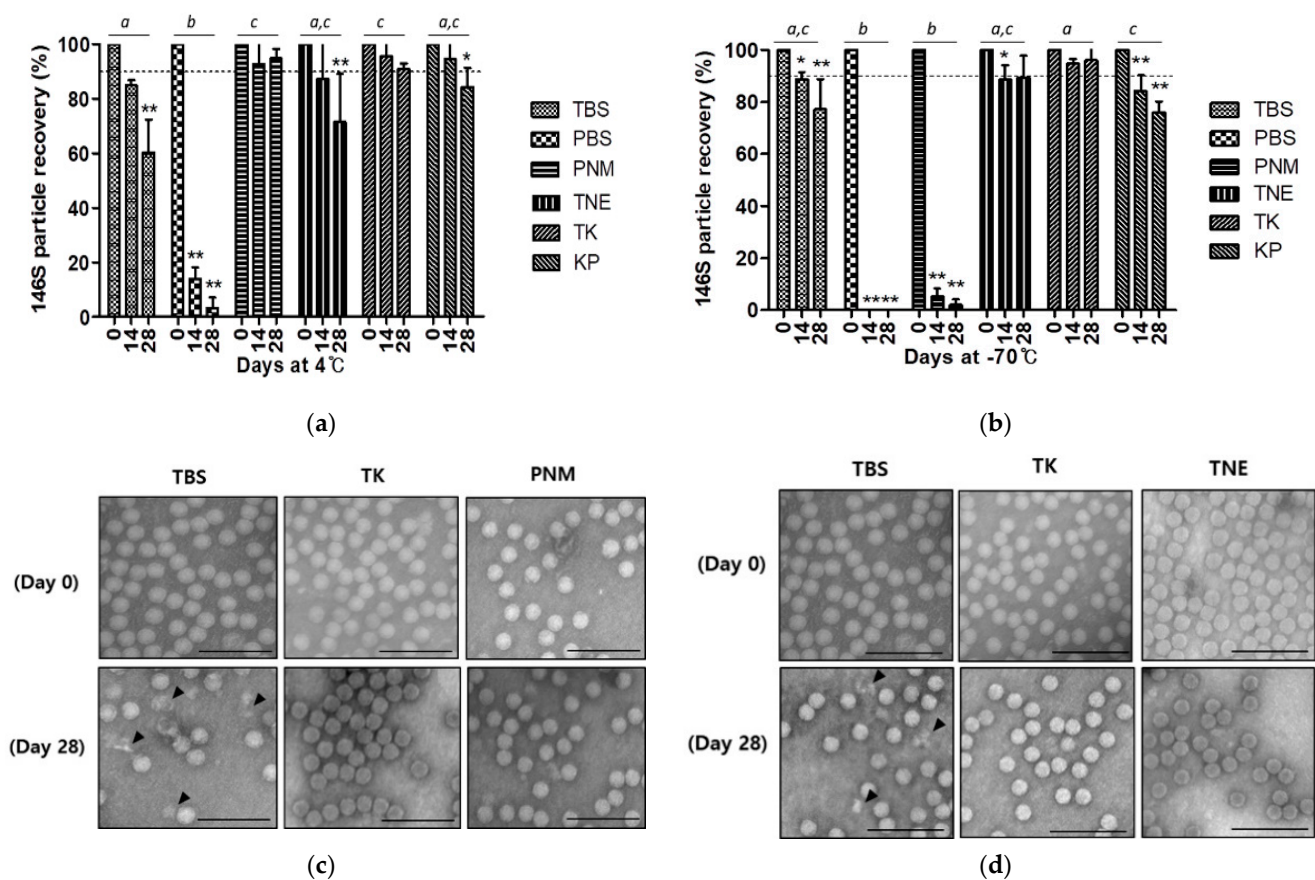 a b c a,c c a,c
146S particle recovery (%)
100
80
60
40
20
0
** ** ** ** *
0 14 28 0 14 28 0 14 28 0 14 28 0 14 28 0 14 28
Days at 4℃
TBS
PBS
PNM
TNE
TK
KP
(a)
a,c b b a,c a c
146S particle recovery (%)
100
80
60
40
20
0
* ** **** ** ** * ** **
0 14 28 0 14 28 0 14 28 0 14 28 0 14 28 0 14 28
Days at -70℃
TBS
PBS
PNM
TNE
TK
KP
(b)
TBS TK PNM
(Day 0)
(Day 28)
(c)
TBS TK TNE
(Day 0)
(Day 28)
(d)